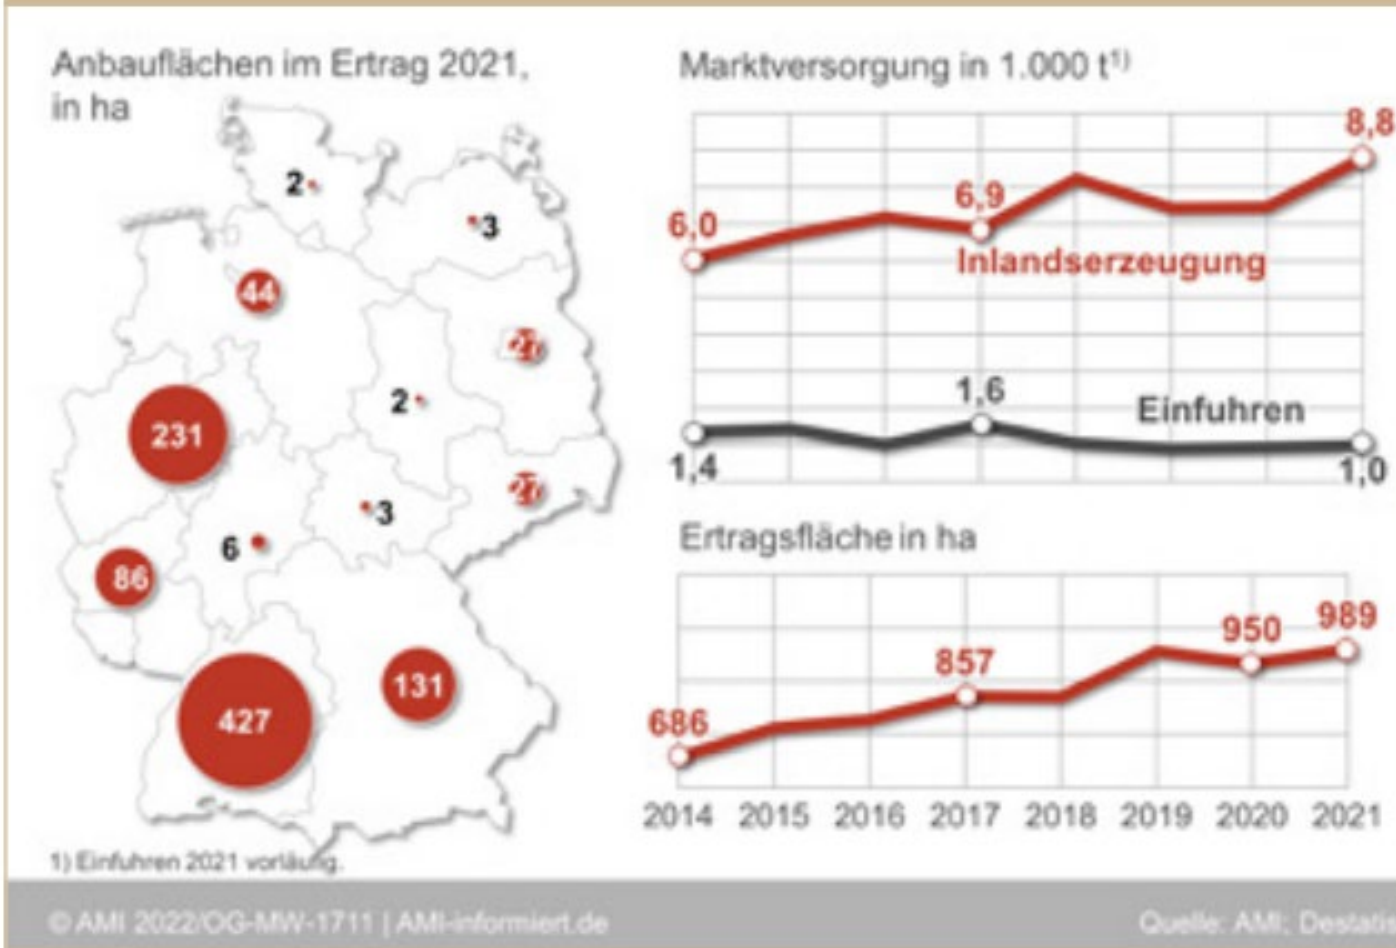 Anbauflächen im Ertrag 2021,
in ha
2
3
44
27
2
231
27
3
6
86
131
427
1) Einfuhren 2021 vorläufig.
Marktversorgung in 1.000 t1)
8,8
6,9
6,0
Inlandserzeugung
1,6
Einfuhren
1,4
1,0
Ertragsfläche in ha
989
950
857
686
2014 2015 2016 2017 2018 2019 2020 2021
© AMI 2022/OG-MW-1711 | AMI-informiert.de
Quelle: AMI; Destatis